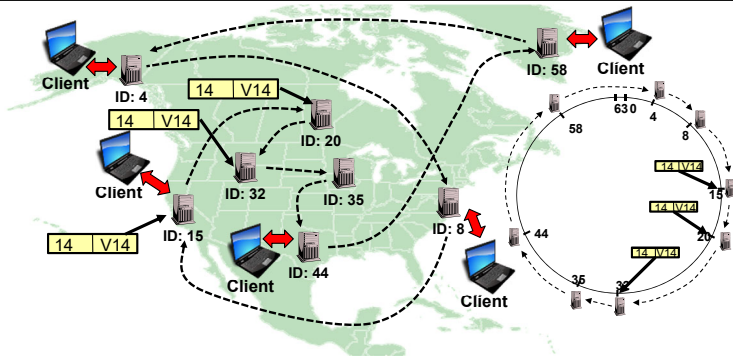 Client
ID: 4
ID: 58
Client
14 V14
14 V14
ID: 20
Client
ID: 32
ID: 35
ID: 15
14 V14
ID: 8
Client
ID: 44
Client
63 0
4
58
8
14 V14
15
14 V14
20
44
14 V14
35
32